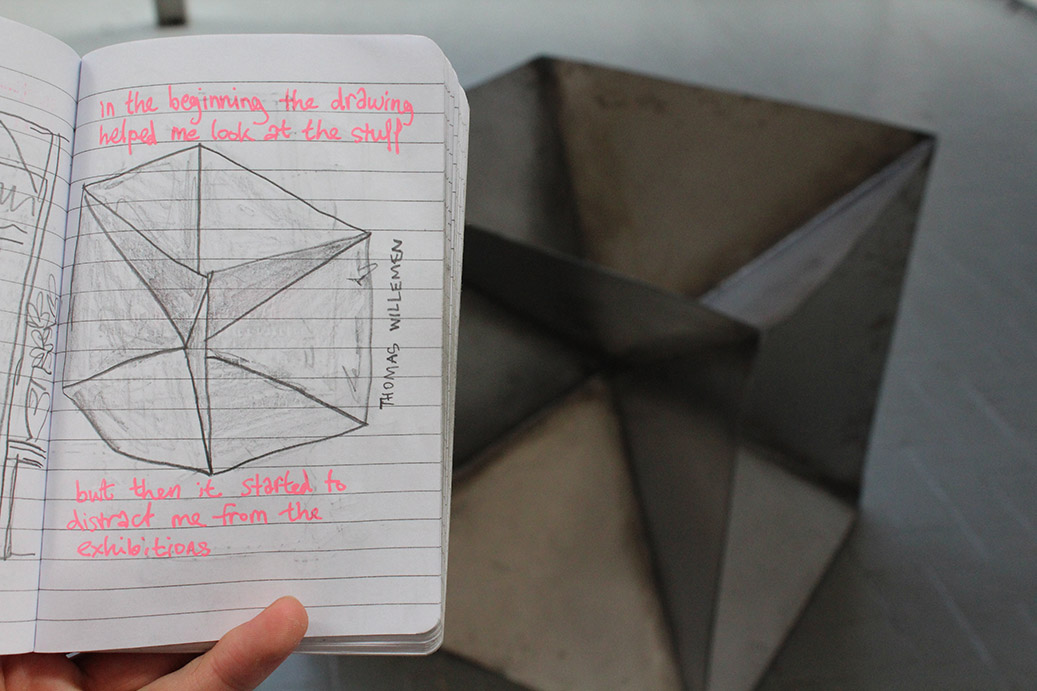 in the beginning the drawing
helped me look at the stuff
THOMAS WILLEMEN
but then it started to
distract me from the
exhibitions